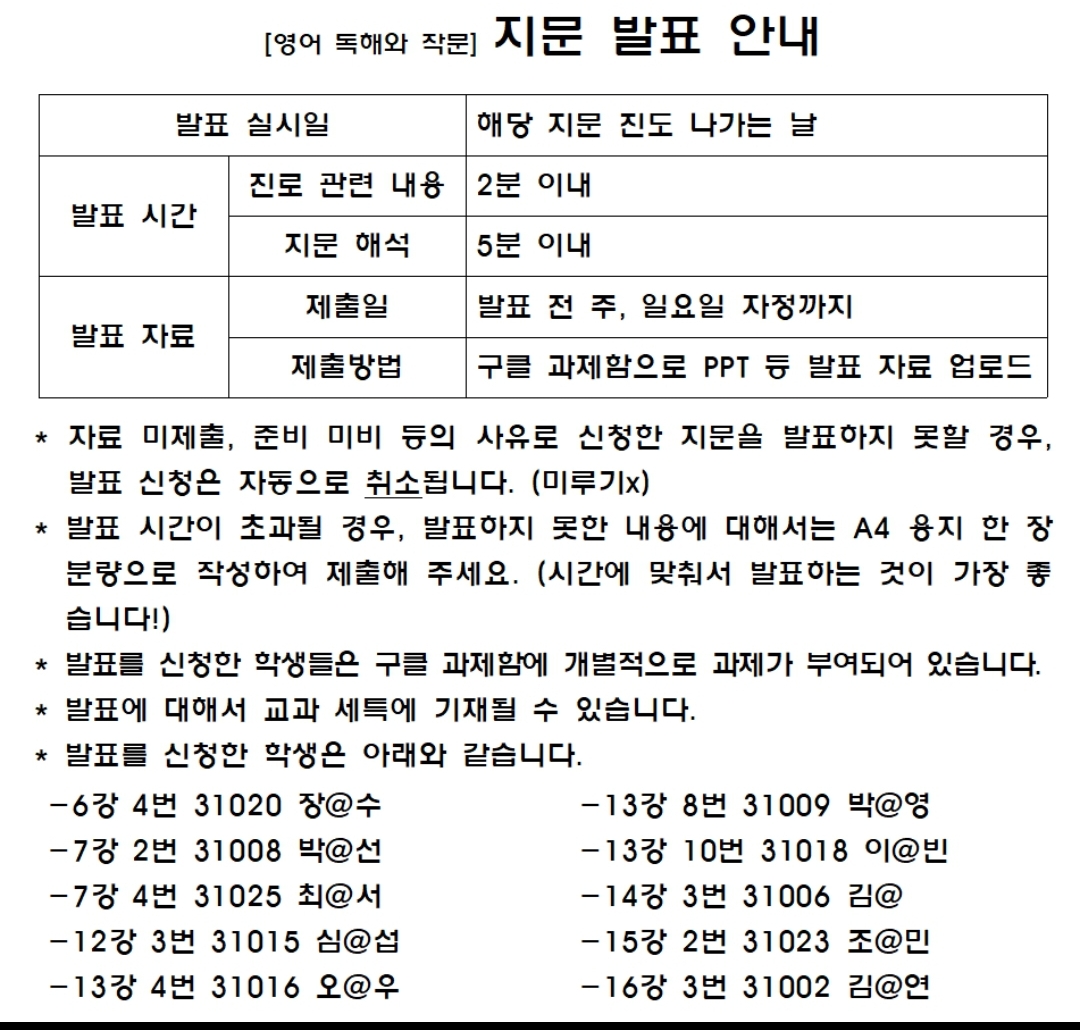 [영어 독해와 작문] 지문 발표 안내
발표 실시일 해당 지문 진도 나가는 날
발표 시간 진로 관련 내용 2분 이내
지문 해석 5분 이내
발표 자료 제출일 발표 전 주, 일요일 자정까지
제출방법 구클 과제함으로 PPT 등 발표 자료 업로드
* 자료 미제출, 준비 미비 등의 사유로 신청한 지문을 발표하지 못할 경우,
발표 신청은 자동으로 취소됩니다. (미루기x)
* 발표 시간이 초과될 경우, 발표하지 못한 내용에 대해서는 A4 용지 한 장
분량으로 작성하여 제출해 주세요. (시간에 맞춰서 발표하는 것이 가장 좋
습니다!)
* 발표를 신청한 학생들은 구클 과제함에 개별적으로 과제가 부여되어 있습니다.
* 발표에 대해서 교과 세특에 기재될 수 있습니다.
* 발표를 신청한 학생은 아래와 같습니다.
-6강 4번 31020 장@수
-7강 2번 31008 박@선
-7강 4번 31025 최@서
-12강 3번 31015 심@섭
-13강 4번 31016 오@우
-13강 8번 31009 박@영
-13강 10번 31018 이@빈
-14강 3번 31006 김@
-15강 2번 31023 조@민
-16강 3번 31002 김@연